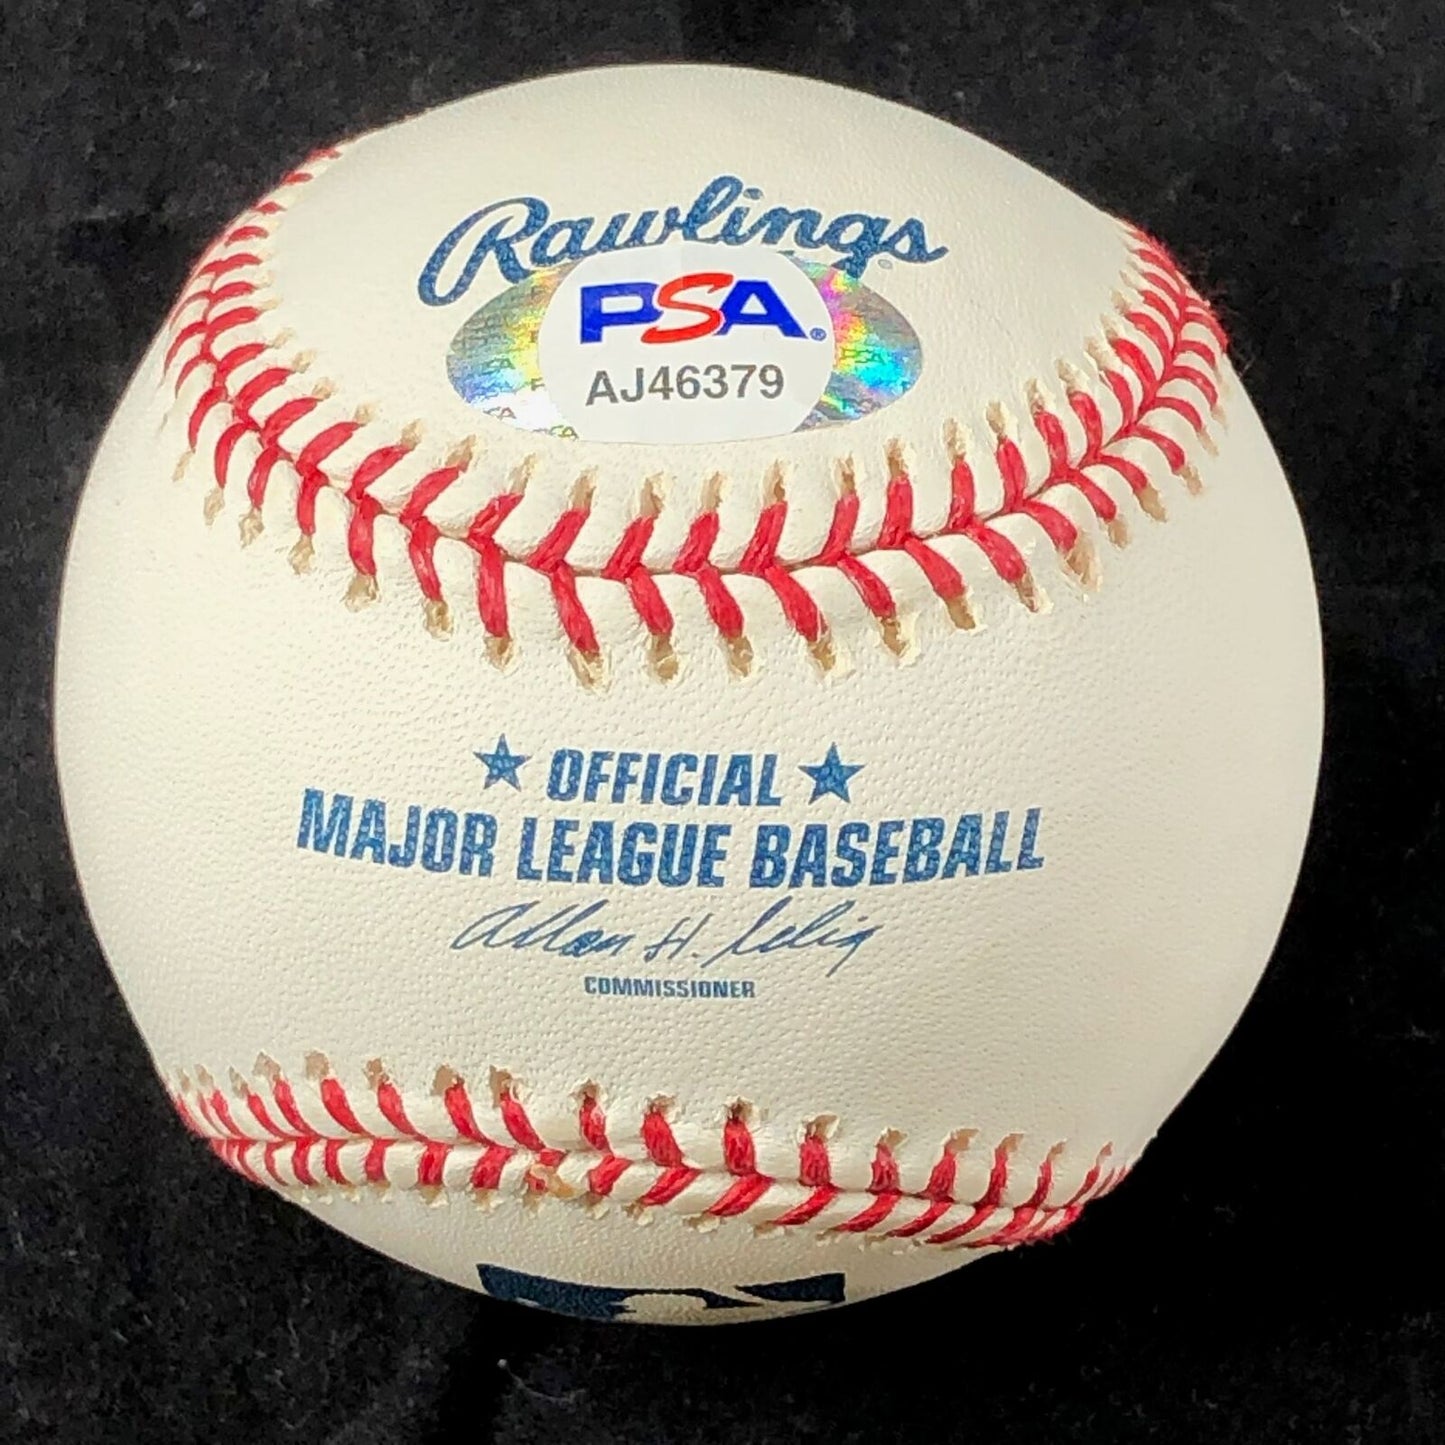 Rawlings
PSA®
AJ46379
★ OFFICIAL ★
MAJOR LEAGUE BASEBALL
Allan H. Selig
COMMISSIONER